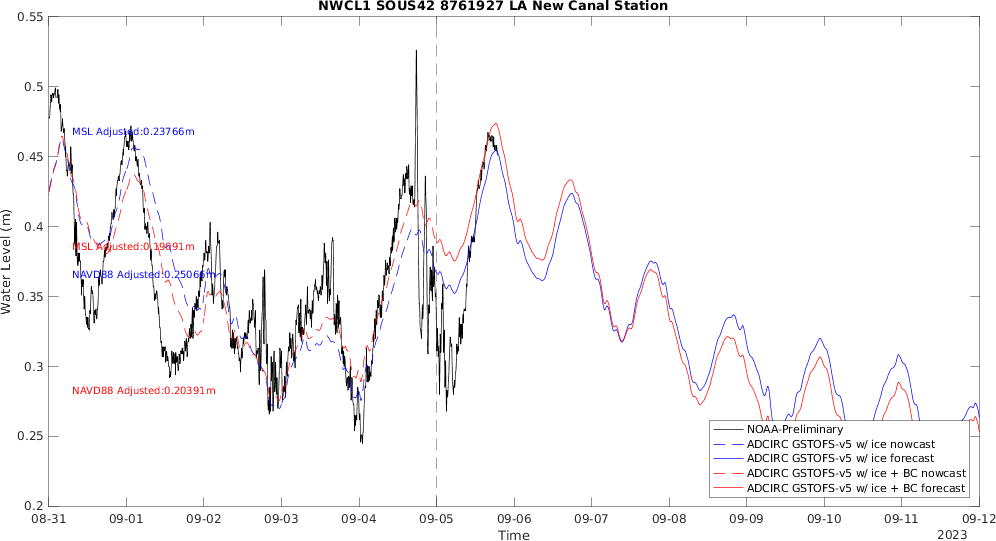 NWCL1 SOUS42 8761927 LA New Canal Station
0.55
0.5
0.45
0.4
0.35
0.3
0.25
0.2
Water Level (m)
MSL Adjusted:0.23766m
MSL Adjusted:0.19091m
NAVD88 Adjusted:0.25066m
NAVD88 Adjusted:0.20391m
NOAA-Preliminary
ADCIRC GSTOFS-v5 w/ ice nowcast
ADCIRC GSTOFS-v5 w/ ice forecast
ADCIRC GSTOFS-v5 w/ ice + BC nowcast
ADCIRC GSTOFS-v5 w/ ice + BC forecast
08-31 09-01 09-02 09-03 09-04 09-05 09-06 09-07 09-08 09-09 09-10 09-11 09-12
Time
2023